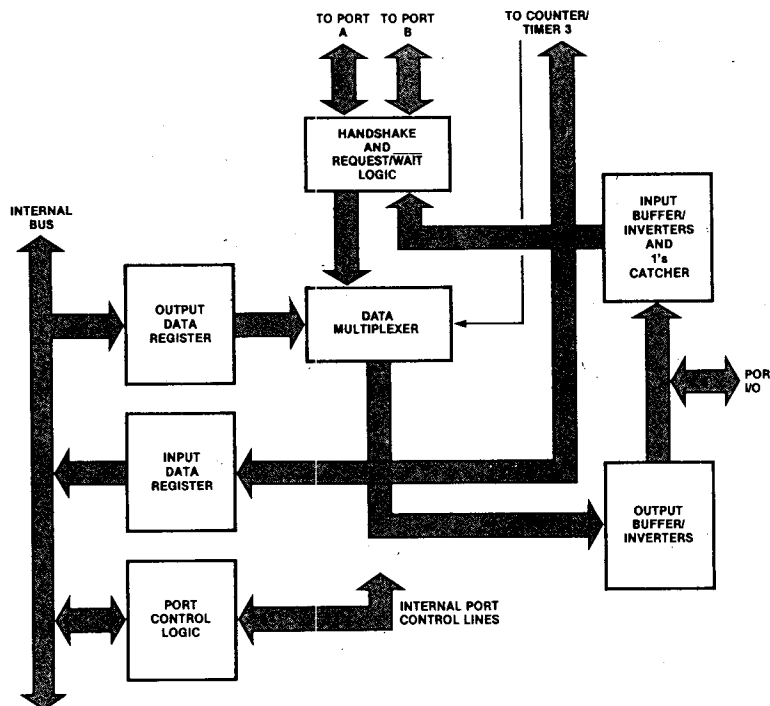 TO PORT
A
TO PORT
B
TO COUNTER/
TIMER 3
HANDSHAKE
AND
REQUEST/WAIT
LOGIC
INTERNAL
BUS
INPUT
BUFFER/
INVERTERS
AND
1's
CATCHER
OUTPUT
DATA
REGISTER
DATA
MULTIPLEXER
POR
I/O
INPUT
DATA
REGISTER
OUTPUT
BUFFER/
INVERTERS
PORT
CONTROL
LOGIC
INTERNAL PORT
CONTROL LINES